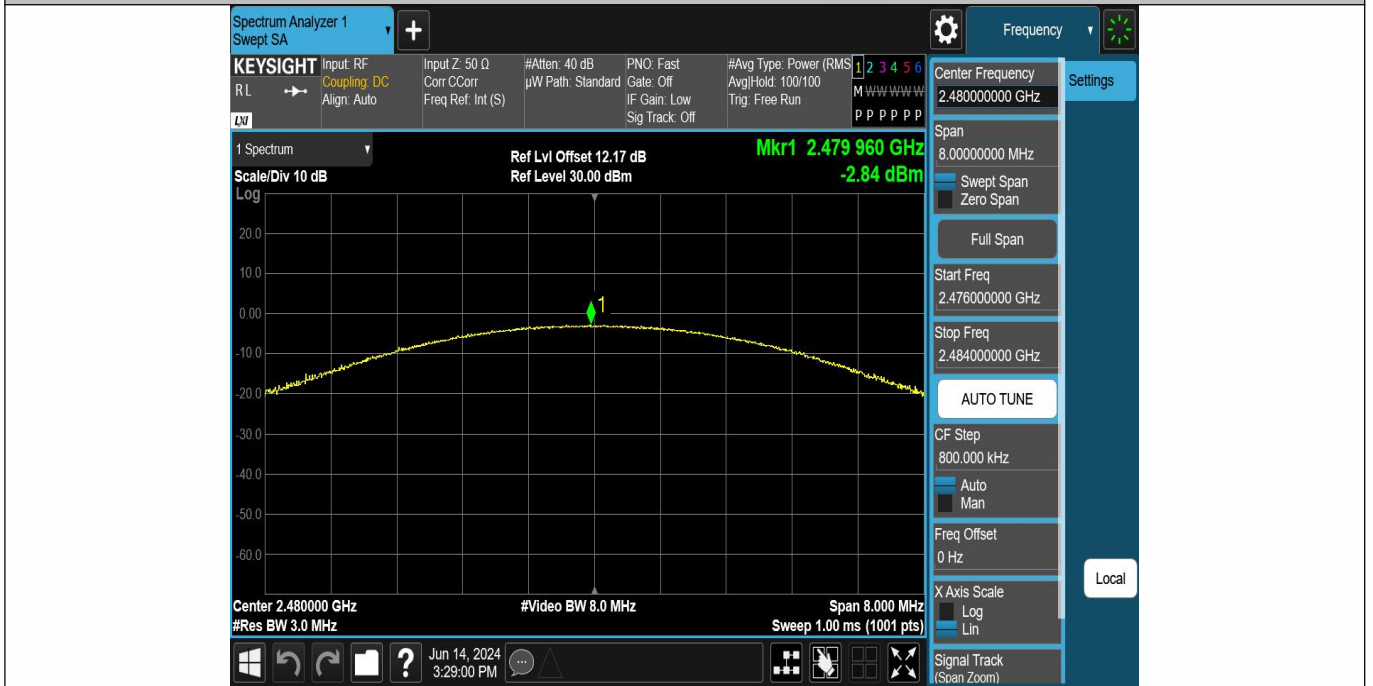 Spectrum Analyzer 1
Swept SA
+
Frequency
KEYSIGHT
RL
LXI
Input: RF
Coupling: DC
Align: Auto
Input Z: 50 Ω
Corr CCorr
Freq Ref: Int (S)
#Atten: 40 dB
µW Path: Standard
PNO: Fast
Gate: Off
IF Gain: Low
Sig Track: Off
#Avg Type: Power (RMS
Avg|Hold: 100/100
Trig: Free Run
1 2 3 4 5 6
M W W W W W
P P P P P P
1 Spectrum
Scale/Div 10 dB
Log
Ref Lvl Offset 12.17 dB
Ref Level 30.00 dBm
Mkr1 2.479 960 GHz
-2.84 dBm
20.0
10.0
0.00
-10.0
-20.0
-30.0
-40.0
-50.0
-60.0
1
Center 2.480000 GHz
#Res BW 3.0 MHz
#Video BW 8.0 MHz
Span 8.000 MHz
Sweep 1.00 ms (1001 pts)
Center Frequency
2.480000000 GHz
Settings
Span
8.00000000 MHz
Swept Span
Zero Span
Full Span
Start Freq
2.476000000 GHz
Stop Freq
2.484000000 GHz
AUTO TUNE
CF Step
800.000 kHz
Auto
Man
Freq Offset
0 Hz
X Axis Scale
Log
Lin
Signal Track
(Span Zoom)
Local
?
Jun 14, 2024
3:29:00 PM